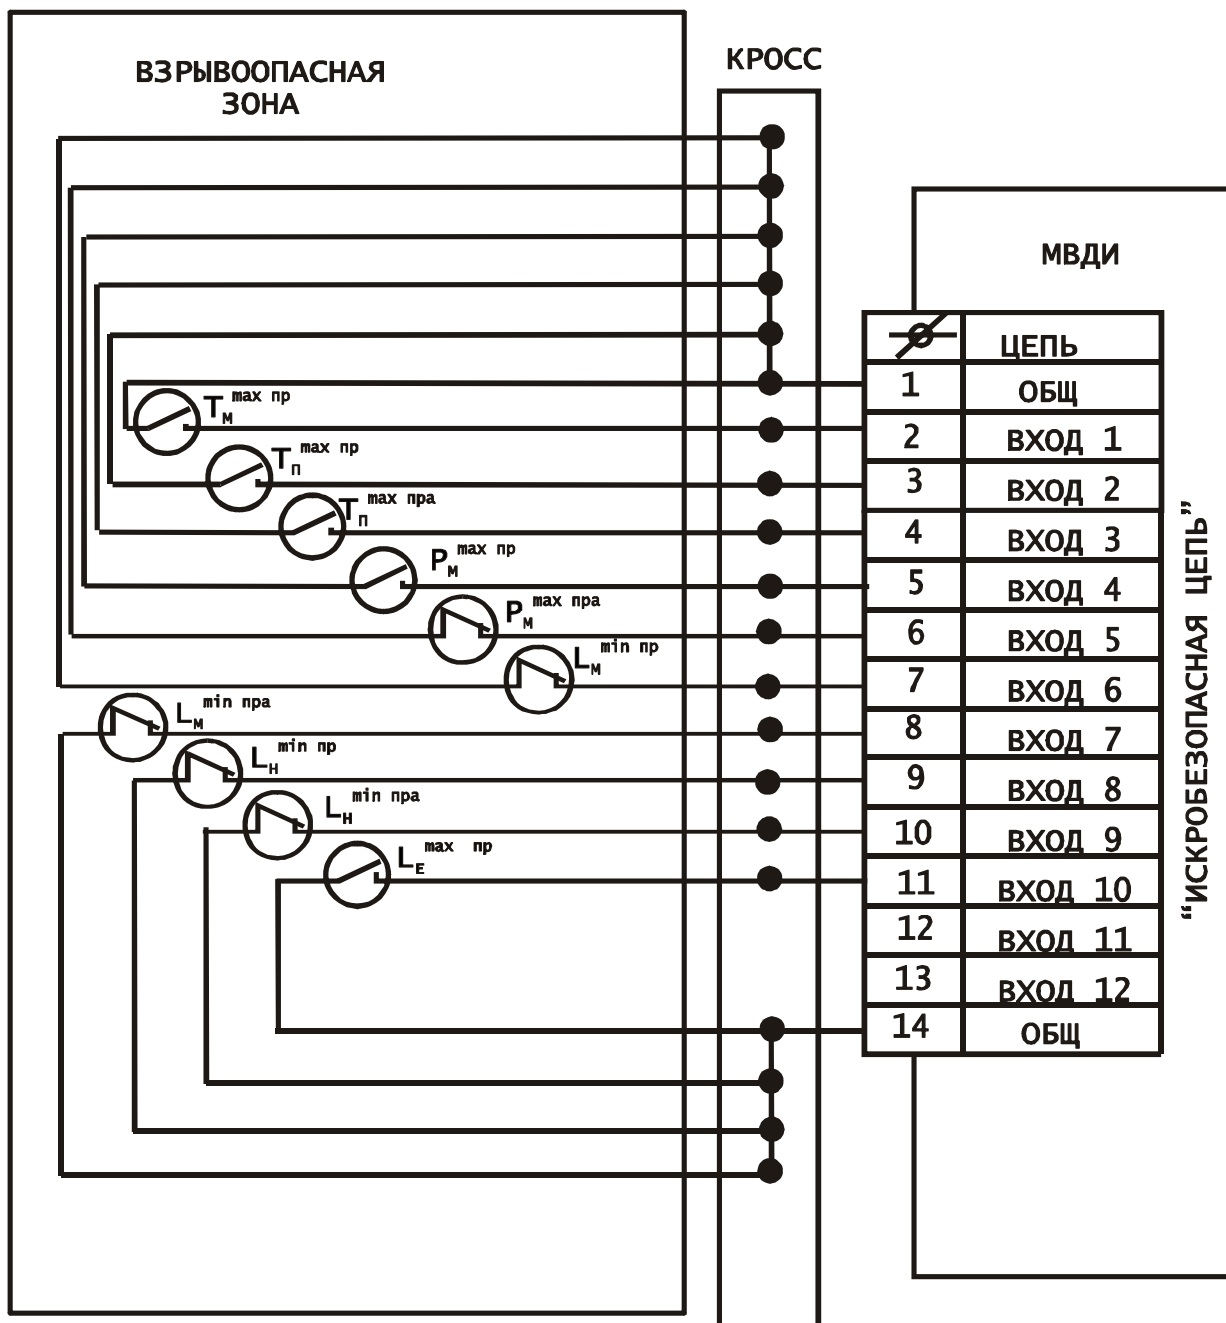 КРОСС
ВЗРЫВООПАСНАЯ
ЗОНА
МВДИ
ЦЕПЬ
1 ОБЩ
Tм max пр
2 ВХОД 1
Tп max пр
3 ВХОД 2
Tп max пра
4 ВХОД 3
Pм max пр
5 ВХОД 4
Pм max пра
6 ВХОД 5
Lм min пр
7 ВХОД 6
Lм min пра
8 ВХОД 7
Lн min пр
9 ВХОД 8
Lн min пра
10 ВХОД 9
LЕ max пр
11 ВХОД 10
12 ВХОД 11
13 ВХОД 12
14 ОБЩ
“ИСКРОБЕЗОПАСНАЯ ЦЕПЬ”